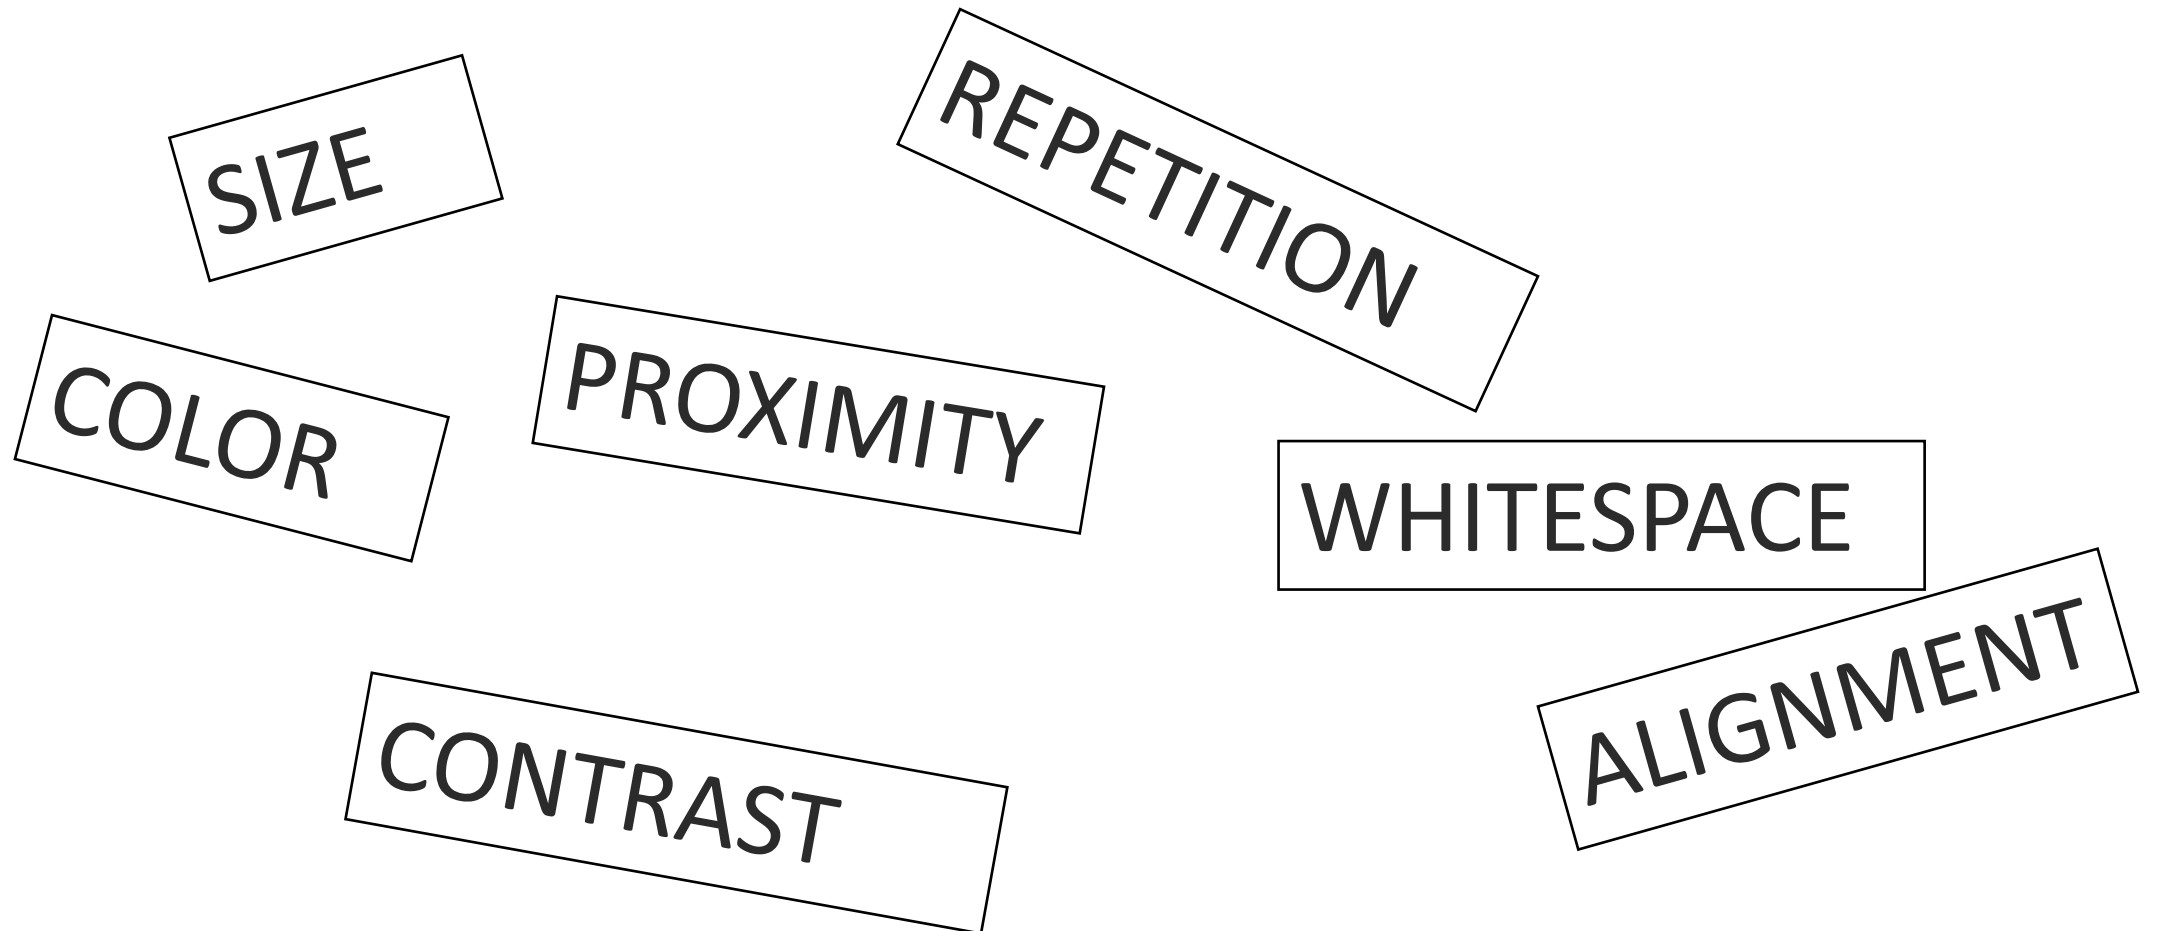 SIZE
REPETITION
COLOR
PROXIMITY
WHITESPACE
ALIGNMENT
CONTRAST